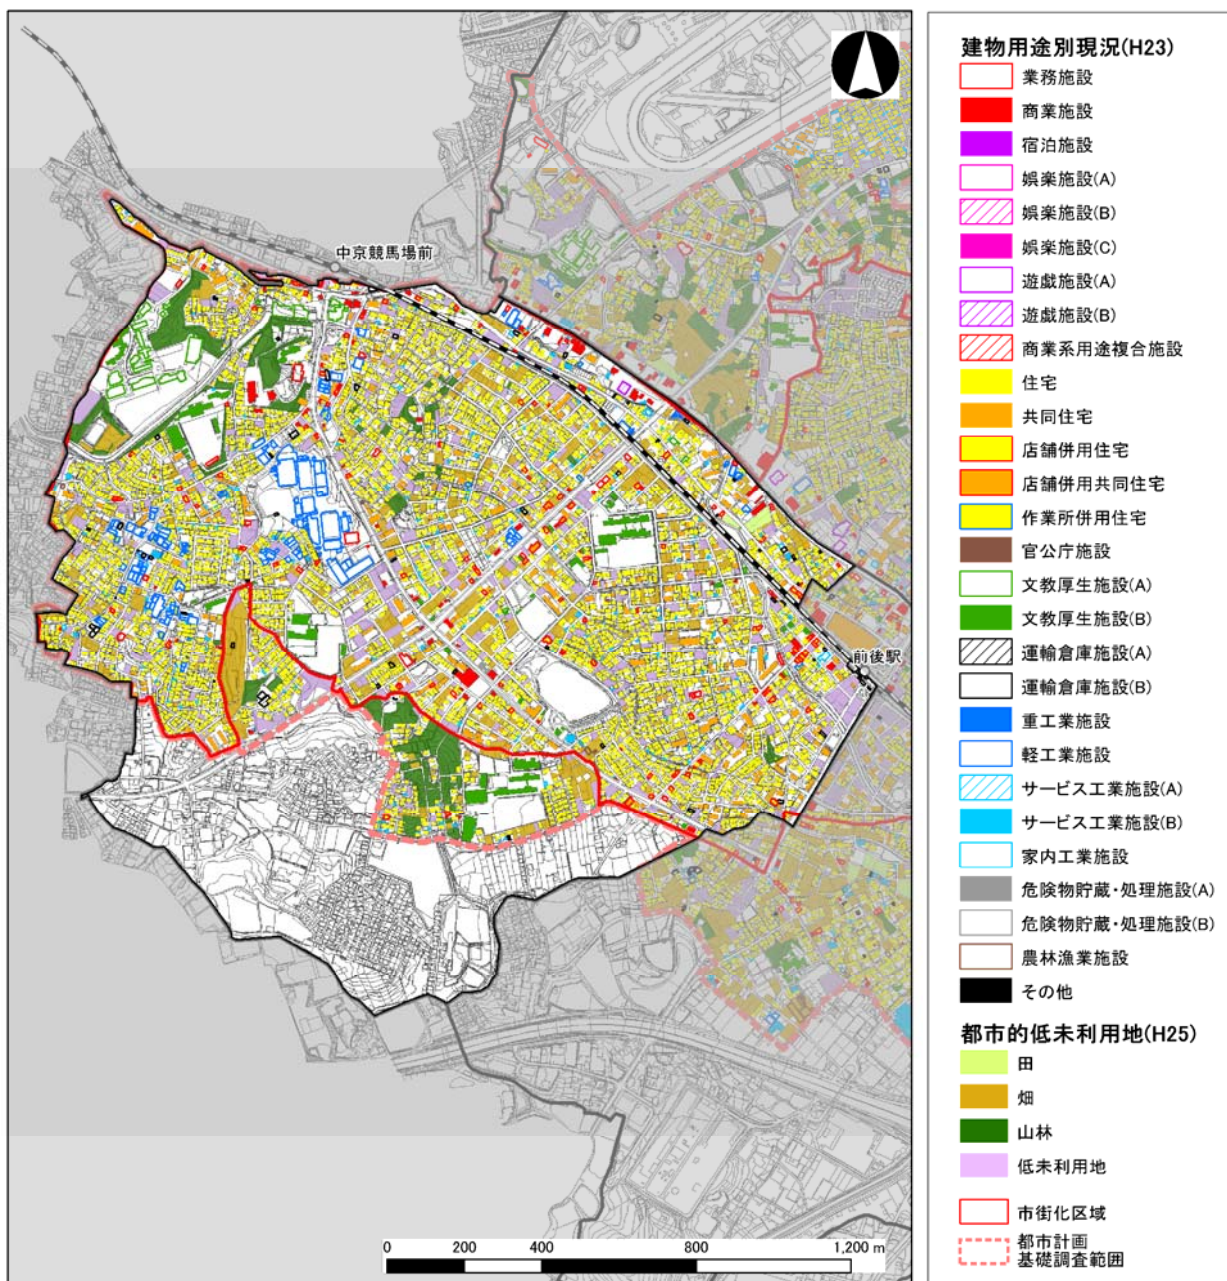 中京競馬場前
前後駅
0 200 400 800 1,200 m
建物用途別現況(H23)
業務施設
商業施設
宿泊施設
娯楽施設(A)
娯楽施設(B)
娯楽施設(C)
遊戯施設(A)
遊戯施設(B)
商業系用途複合施設
住宅
共同住宅
店舗併用住宅
店舗併用共同住宅
作業所併用住宅
官公庁施設
文教厚生施設(A)
文教厚生施設(B)
運輸倉庫施設(A)
運輸倉庫施設(B)
重工業施設
軽工業施設
サービス工業施設(A)
サービス工業施設(B)
家内工業施設
危険物貯蔵・処理施設(A)
危険物貯蔵・処理施設(B)
農林漁業施設
その他
都市的低未利用地(H25)
田
畑
山林
低未利用地
市街化区域
都市計画
基礎調査範囲